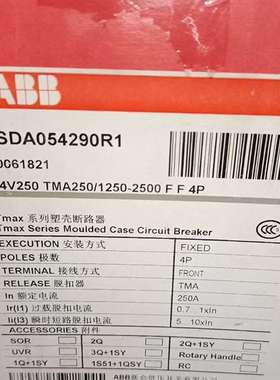 ABB
SDA054290R1
0C61821
4V250 TMA250/1250-2500 F F 4P
Tmax 系列塑壳断路器
Tmax Series Moulded Case Circuit Breaker
EXECUTION 安装方式 FIXED
POLES 极数 4P
TERMINAL 接线方式 FRONT
RELEASE 脱扣器 TMA
In 额定电流 250A
Ir(I1) 过载脱扣电流 0.7 1xIn
Ii(I3) 瞬时短路脱扣电流 5 10xIn
ACCESSORIES 附件
SOR 2Q 2Q+1SY
UVR 3Q+1SY Rotary Handle
1Q+1SY 1S51+1QSY RC